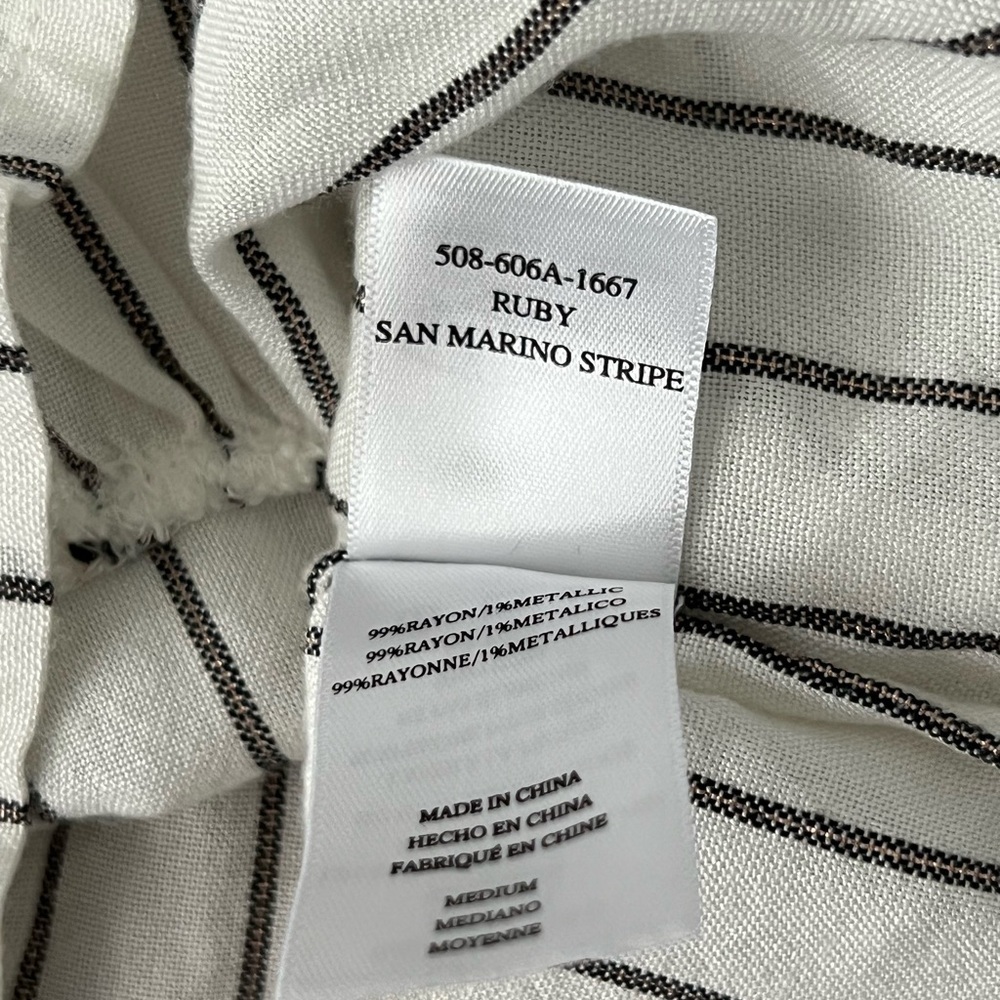 508-606A-1667
RUBY
SAN MARINO STRIPE
99%RAYON/1%METALLIC
99%RAYON/1%METALICO
99%RAYONNE/1%METALLIQUES
MADE IN CHINA
HECHO EN CHINA
FABRIQUÉ EN CHINE
MEDIUM
MEDIANO
MOYENNE